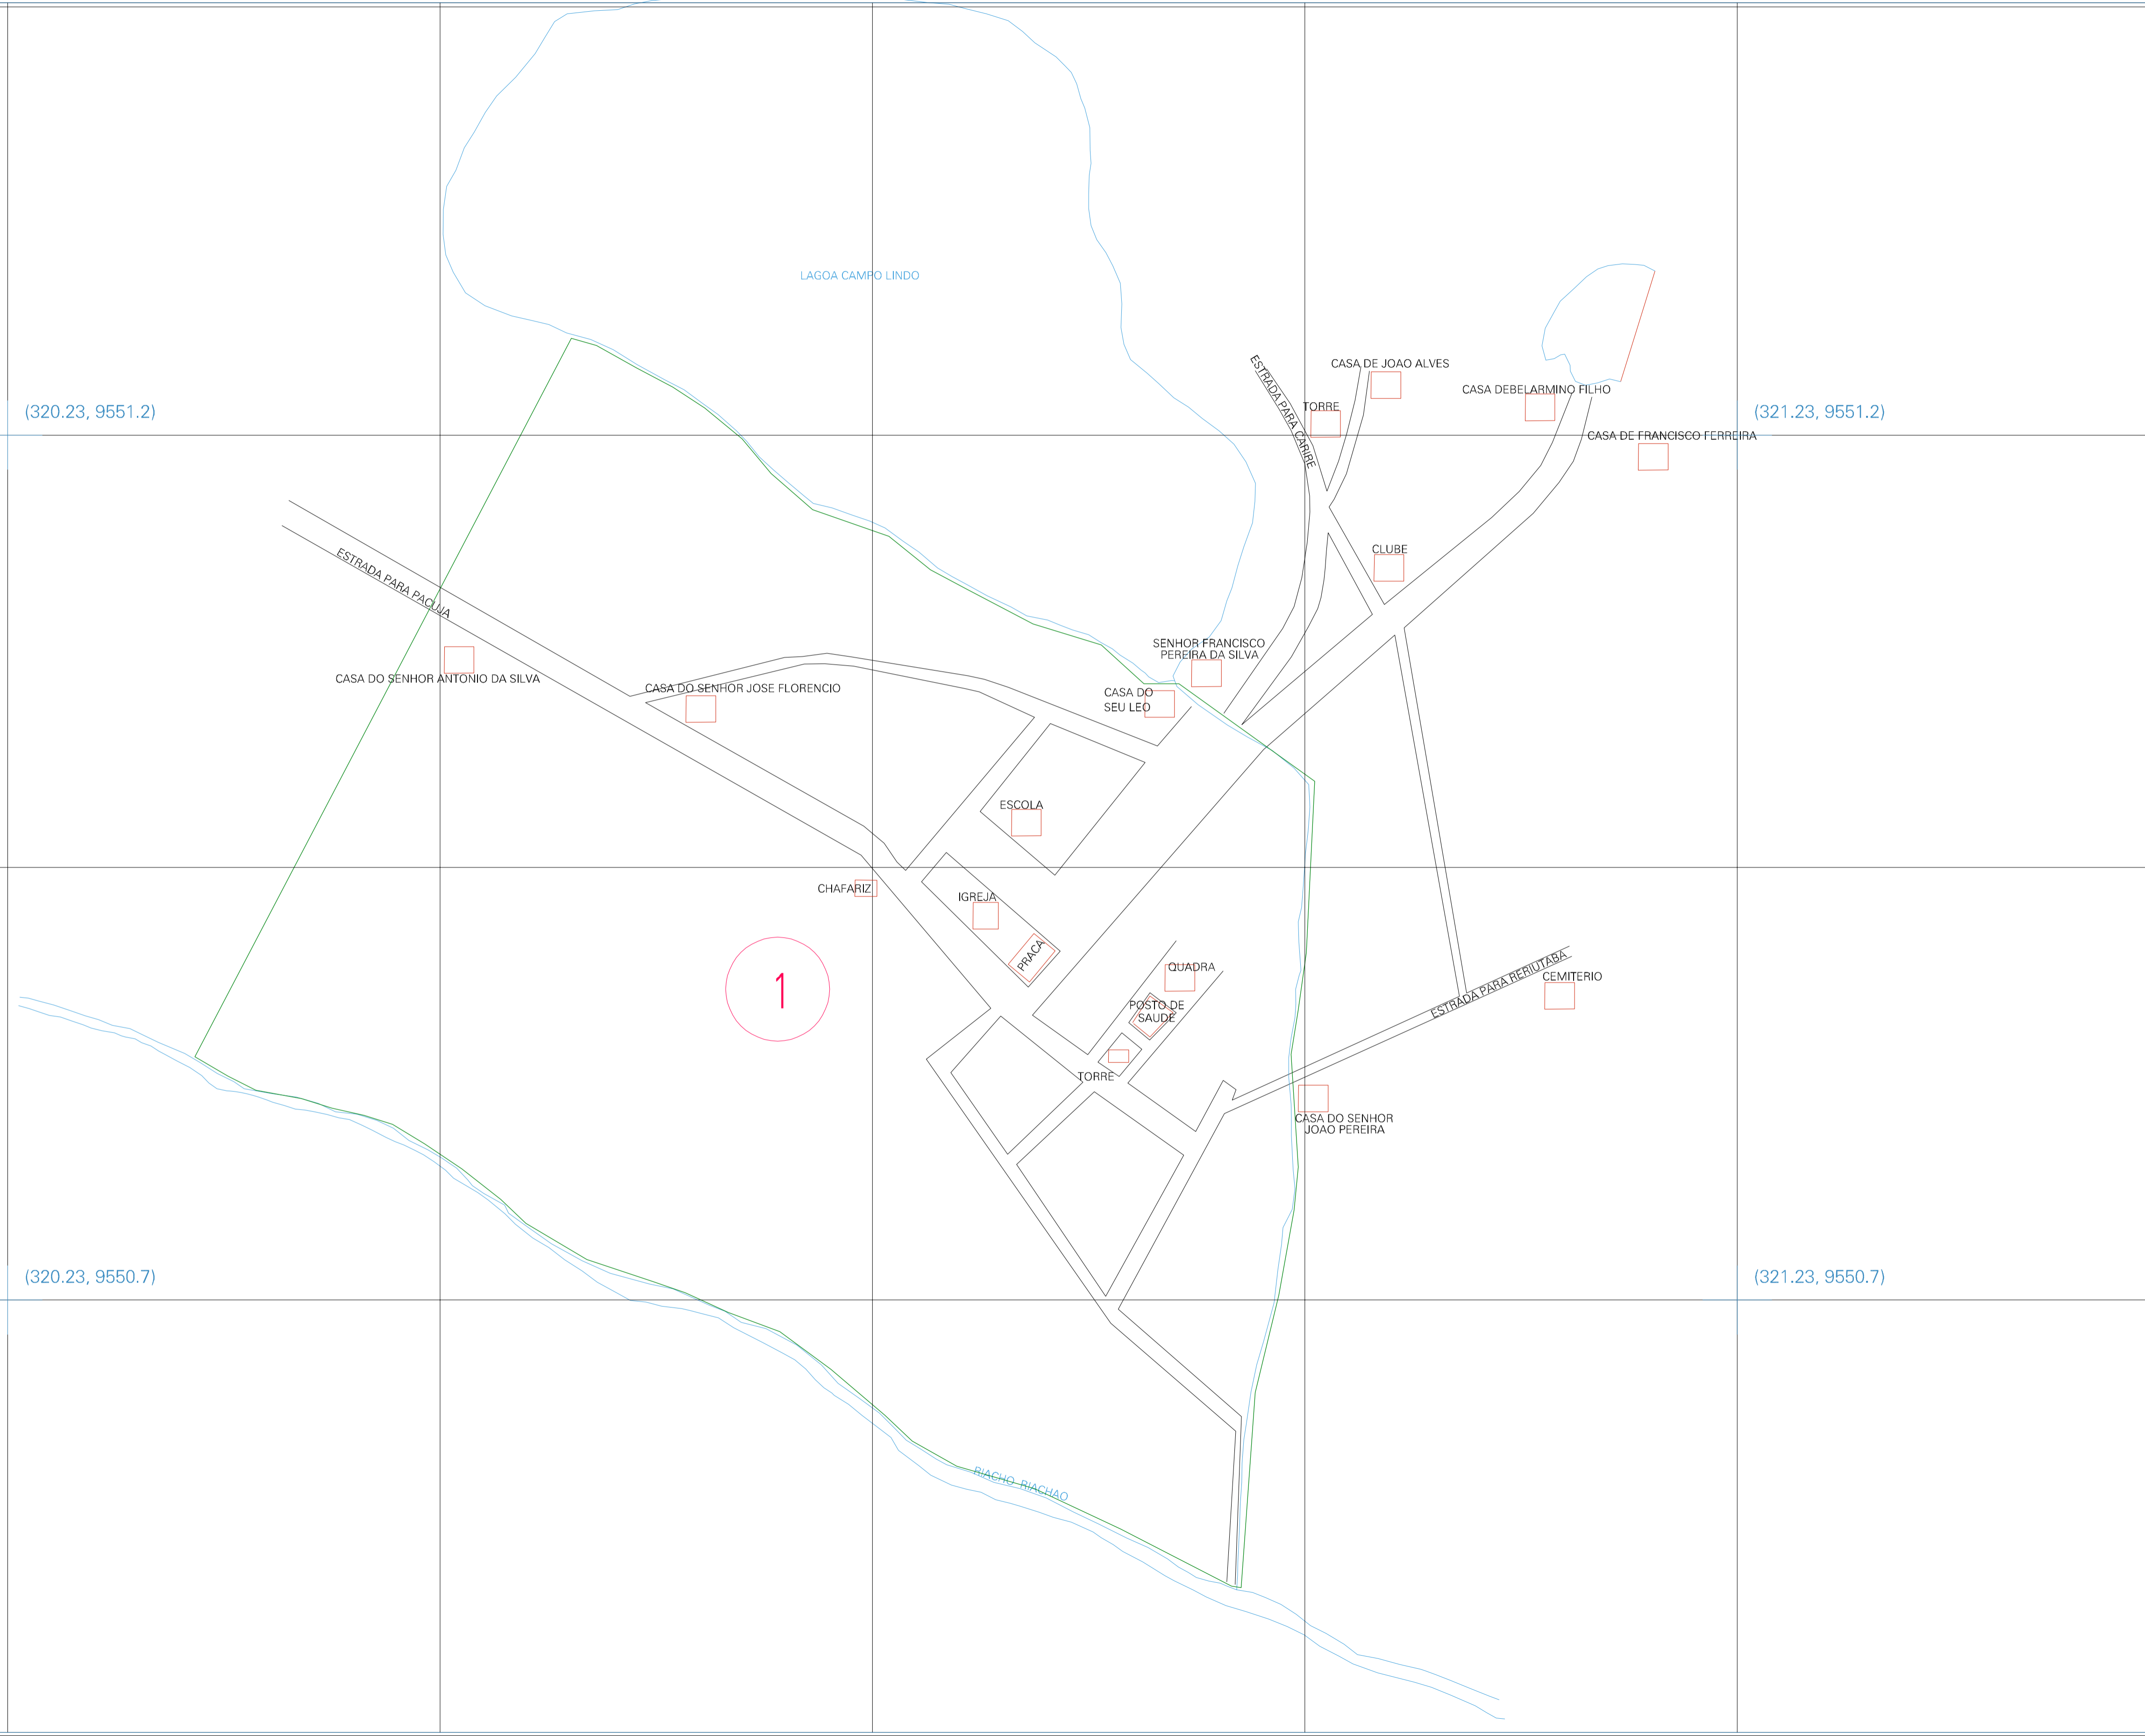 LAGOA CAMPO LINDO
ESTRADA PARA CARIRE
CASA DE JOAO ALVES
CASA DEBELARMINO FILHO
TORRE
(320.23, 9551.2)
(321.23, 9551.2)
CASA DE FRANCISCO FERREIRA
ESTRADA PARA PACUJA
CLUBE
SENHOR FRANCISCO
PEREIRA DA SILVA
CASA DO SENHOR ANTONIO DA SILVA
CASA DO SENHOR JOSE FLORENCIO
CASA DO
SEU LEO
ESCOLA
CHAFARIZ
IGREJA
PRACA
QUADRA
ESTRADA PARA RERIUTABA
CEMITERIO
1
POSTO DE
SAUDE
TORRE
CASA DO SENHOR
JOAO PEREIRA
(320.23, 9550.7)
(321.23, 9550.7)
RIACHO RIACHAO